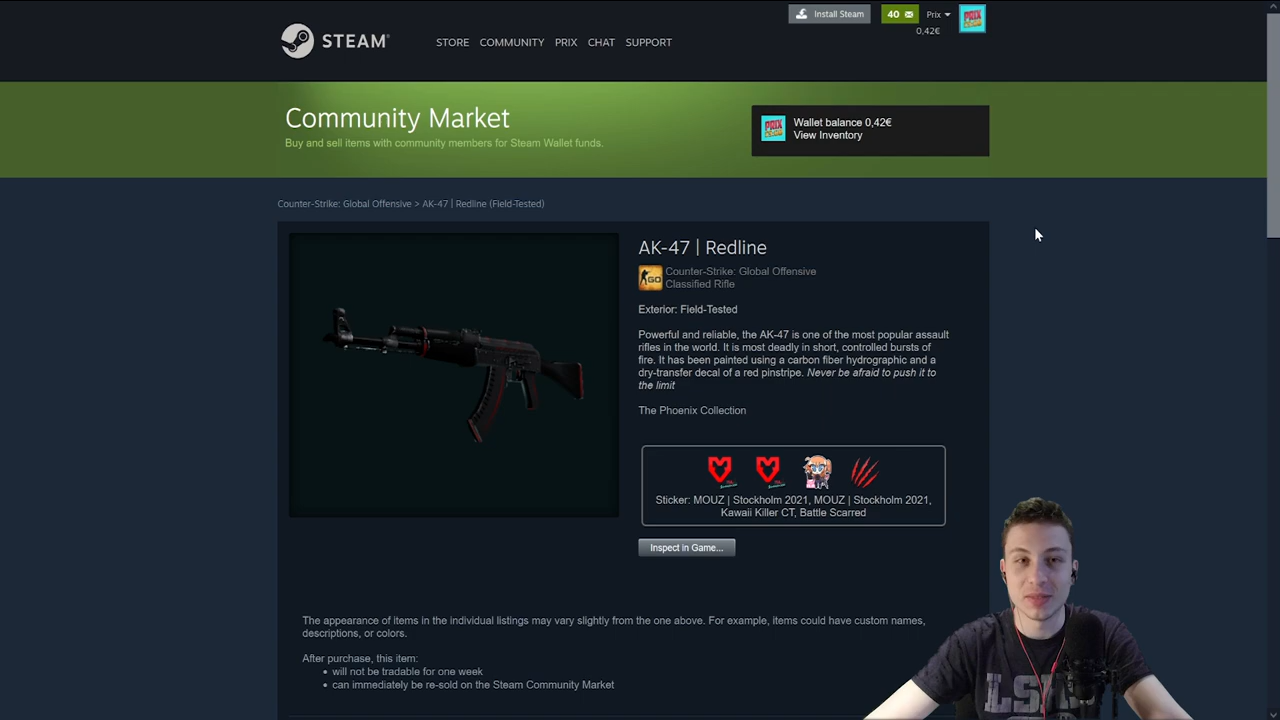 Install Steam
40
Prix
0,42€
STEAM®
STORE COMMUNITY PRIX CHAT SUPPORT
Community Market
Buy and sell items with community members for Steam Wallet funds.
PRIX
Wallet balance 0,42€
View Inventory
Counter-Strike: Global Offensive > AK-47 | Redline (Field-Tested)
AK-47 | Redline
GO
Counter-Strike: Global Offensive
Classified Rifle
Exterior: Field-Tested
Powerful and reliable, the AK-47 is one of the most popular assault
rifles in the world. It is most deadly in short, controlled bursts of
fire. It has been painted using a carbon fiber hydrographic and a
dry-transfer decal of a red pinstripe. Never be afraid to push it to
the limit
The Phoenix Collection
Sticker: MOUZ | Stockholm 2021, MOUZ | Stockholm 2021,
Kawaii Killer CT, Battle Scarred
Inspect in Game...
The appearance of items in the individual listings may vary slightly from the one above. For example, items could have custom names,
descriptions, or colors.
After purchase, this item:
• will not be tradable for one week
• can immediately be re-sold on the Steam Community Market